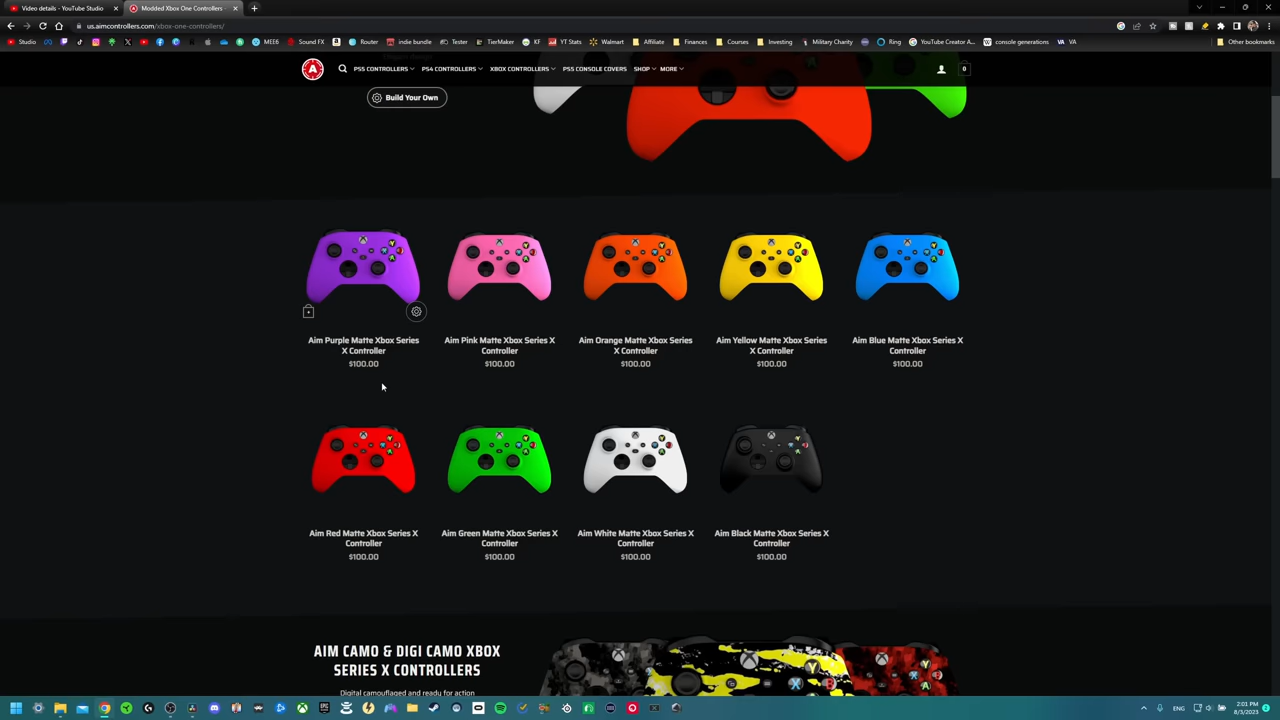 Video details - YouTube Studio
Modded Xbox One Controllers -
us.aimcontrollers.com/xbox-one-controllers/
Studio
MEE6
Sound FX
Router
indie bundle
Tester
TierMaker
KF
YT Stats
Walmart
Affiliate
Finances
Courses
Investing
Military Charity
Ring
YouTube Creator A...
console generations
VA
Other bookmarks
A
PS5 CONTROLLERS
PS4 CONTROLLERS
XBOX CONTROLLERS
PS5 CONSOLE COVERS
SHOP
MORE
0
Build Your Own
Aim Purple Matte Xbox Series
X Controller
$100.00
Aim Pink Matte Xbox Series X
Controller
$100.00
Aim Orange Matte Xbox Series
X Controller
$100.00
Aim Yellow Matte Xbox Series
X Controller
$100.00
Aim Blue Matte Xbox Series X
Controller
$100.00
Aim Red Matte Xbox Series X
Controller
$100.00
Aim Green Matte Xbox Series X
Controller
$100.00
Aim White Matte Xbox Series X
Controller
$100.00
Aim Black Matte Xbox Series X
Controller
$100.00
AIM CAMO & DIGI CAMO XBOX
SERIES X CONTROLLERS
Digital camouflaged and ready for action
ENG
2:01 PM
8/3/2023